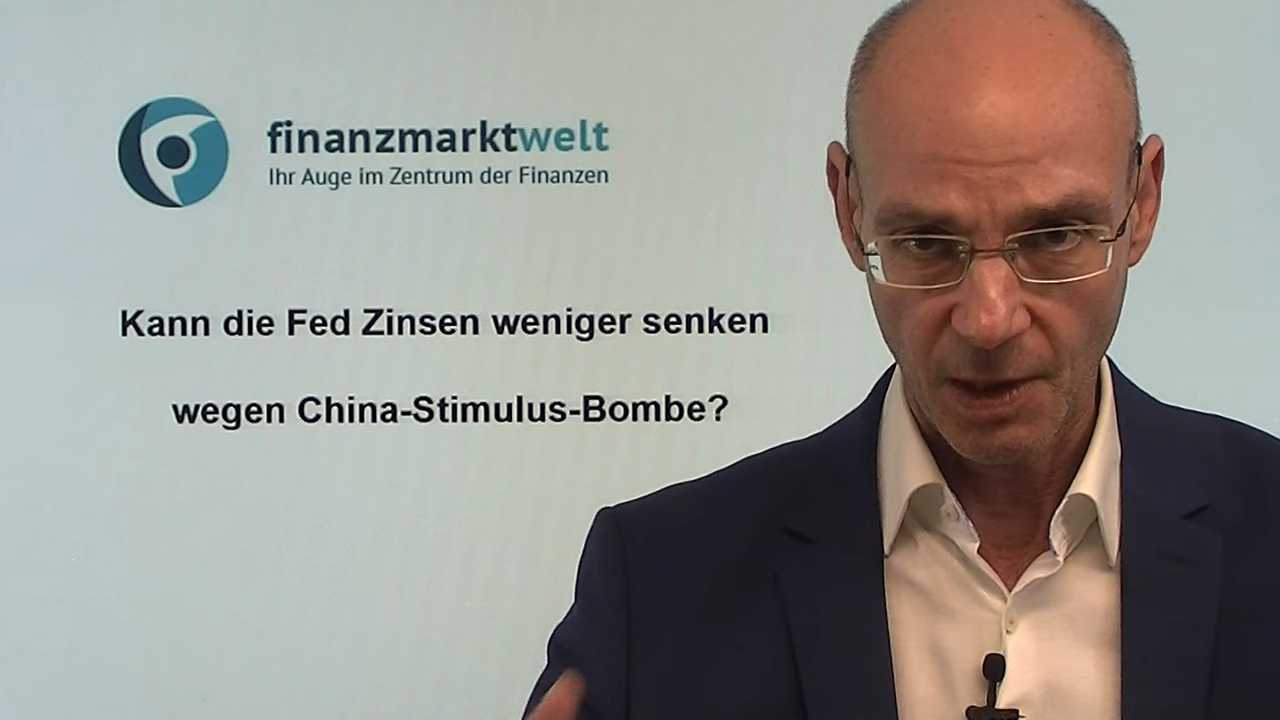 finanzmarktwelt
Ihr Auge im Zentrum der Finanzen
Kann die Fed Zinsen weniger senken
wegen China-Stimulus-Bombe?